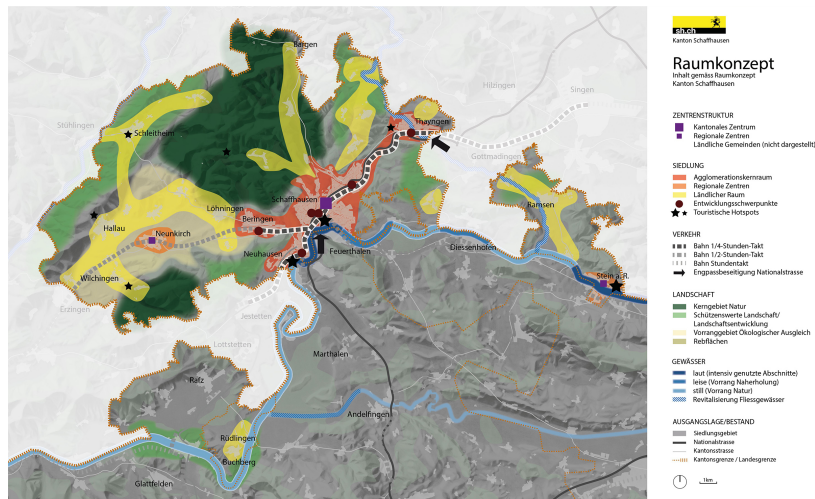 Bargen
Hilzingen
Singen
Stühlingen
Schleitheim
Thayngen
Gottmadingen
Schaffhausen
Löhningen
Ramsen
Beringen
Hallau
Neunkirch
Neuhausen
Feuerthalen
Diessenhofen
Wilchingen
Stein a. R.
Erzingen
Jestetten
Lottstetten
Marthalen
Rafz
Andelfingen
Rüdlingen
Buchberg
Glattfelden
sh.ch
Kanton Schaffhausen
Raumkonzept
Inhalt gemäss Raumkonzept
Kanton Schaffhausen
ZENTRENSTRUKTUR
Kantonales Zentrum
Regionale Zentren
Ländliche Gemeinden (nicht dargestellt)
SIEDLUNG
Agglomerationskernraum
Regionale Zentren
Ländlicher Raum
Entwicklungsschwerpunkte
Touristische Hotspots
VERKEHR
Bahn 1/4-Stunden-Takt
Bahn 1/2-Stunden-Takt
Bahn Stundentakt
Engpassbeseitigung Nationalstrasse
LANDSCHAFT
Kerngebiet Natur
Schützenswerte Landschaft/
Landschaftsentwicklung
Vorranggebiet Ökologischer Ausgleich
Rebflächen
GEWÄSSER
laut (intensiv genutzte Abschnitte)
leise (Vorrang Naherholung)
still (Vorrang Natur)
Revitalisierung Fliessgewässer
AUSGANGSLAGE/BESTAND
Siedlungsgebiet
Nationalstrasse
Kantonsstrasse
Kantonsgrenze / Landesgrenze
1km